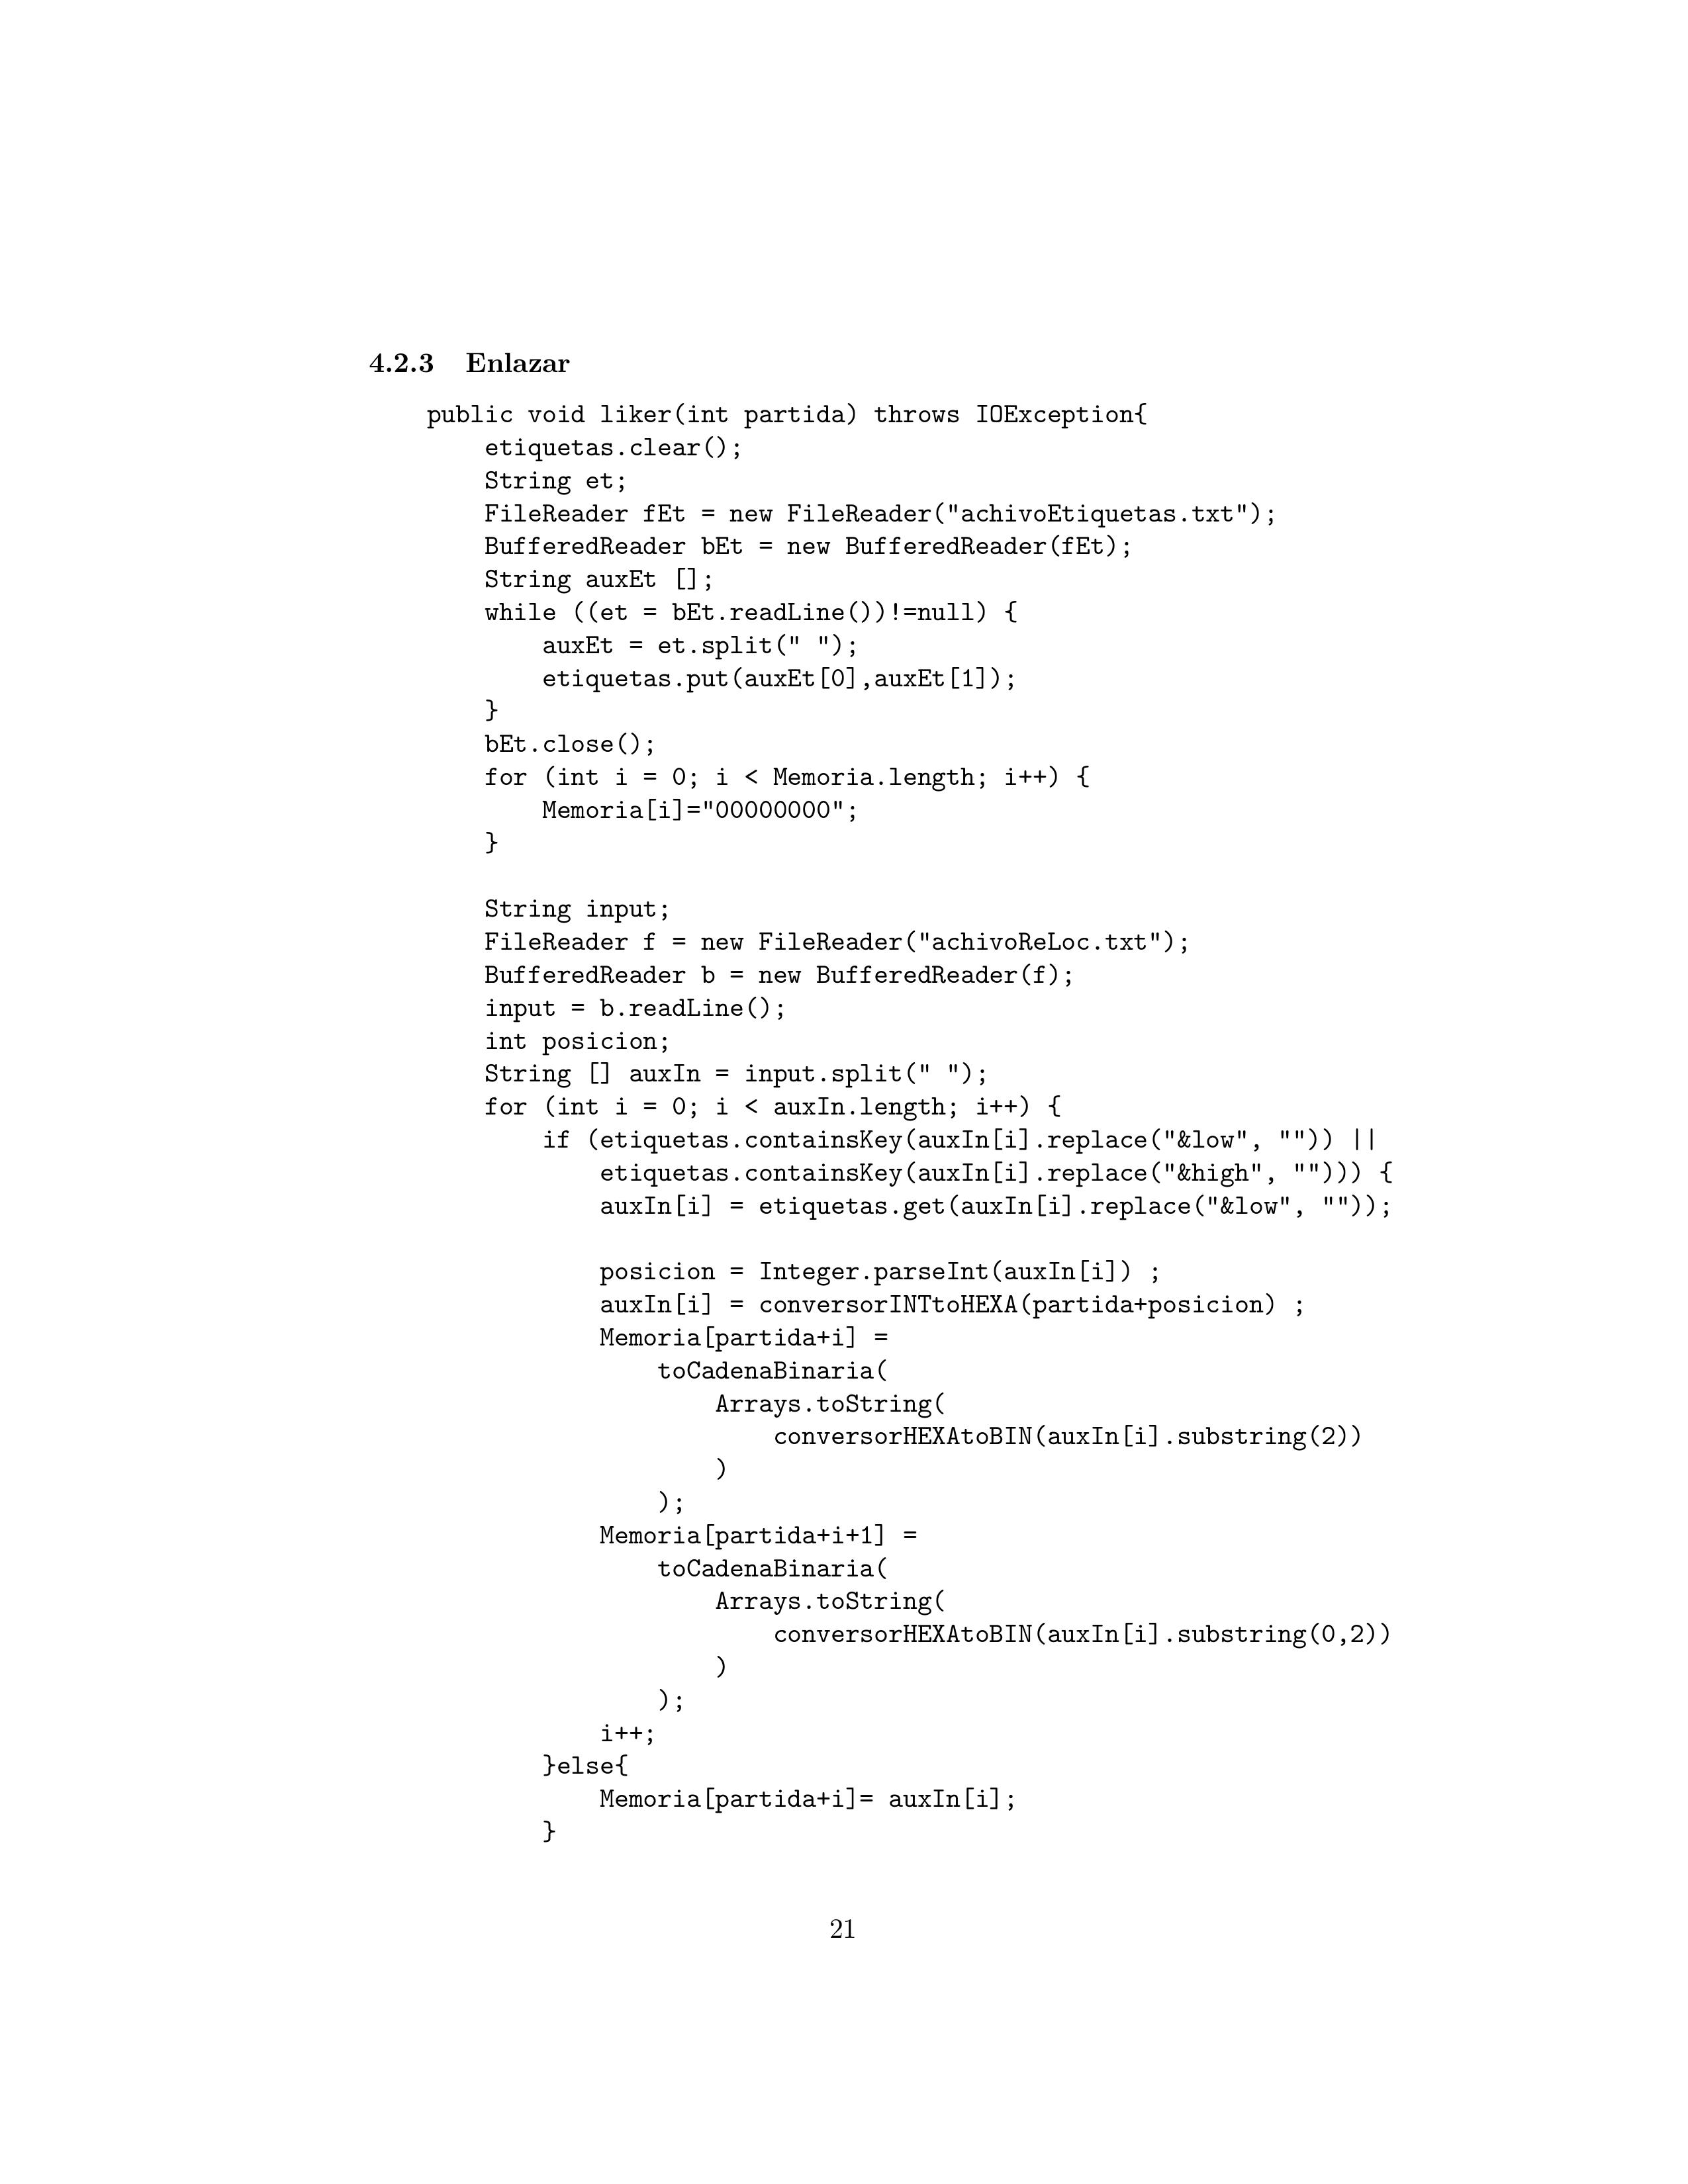 4.2.3 Enlazar
public void liker(int partida) throws IOException{
    etiquetas.clear();
    String et;
    FileReader fEt = new FileReader("achivoEtiquetas.txt");
    BufferedReader bEt = new BufferedReader(fEt);
    String auxEt [];
    while ((et = bEt.readLine())!=null) {
        auxEt = et.split(" ");
        etiquetas.put(auxEt[0],auxEt[1]);
    }
    bEt.close();
    for (int i = 0; i < Memoria.length; i++) {
        Memoria[i]="00000000";
    }

    String input;
    FileReader f = new FileReader("achivoReLoc.txt");
    BufferedReader b = new BufferedReader(f);
    input = b.readLine();
    int posicion;
    String [] auxIn = input.split(" ");
    for (int i = 0; i < auxIn.length; i++) {
        if (etiquetas.containsKey(auxIn[i].replace("&low", "")) ||
            etiquetas.containsKey(auxIn[i].replace("&high", ""))) {
            auxIn[i] = etiquetas.get(auxIn[i].replace("&low", ""));

            posicion = Integer.parseInt(auxIn[i]) ;
            auxIn[i] = conversorINTtoHEXA(partida+posicion) ;
            Memoria[partida+i] =
                toCadenaBinaria(
                    Arrays.toString(
                        conversorHEXAtoBIN(auxIn[i].substring(2))
                    )
                );
            Memoria[partida+i+1] =
                toCadenaBinaria(
                    Arrays.toString(
                        conversorHEXAtoBIN(auxIn[i].substring(0,2))
                    )
                );
            i++;
        }else{
            Memoria[partida+i]= auxIn[i];
        }
21